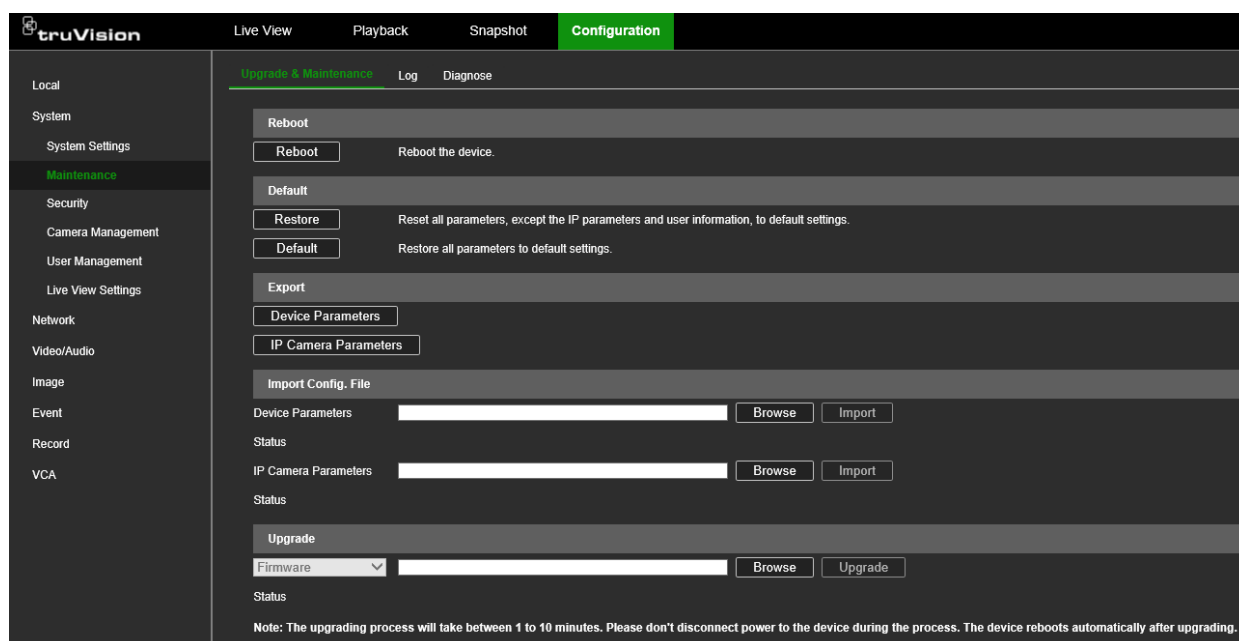 truVision Live View Playback Snapshot Configuration
Upgrade & Maintenance Log Diagnose
Local
System
System Settings
Maintenance
Security
Camera Management
User Management
Live View Settings
Network
Video/Audio
Image
Event
Record
VCA
Reboot
Reboot Reboot the device.
Default
Restore Reset all parameters, except the IP parameters and user information, to default settings.
Default Restore all parameters to default settings.
Export
Device Parameters
IP Camera Parameters
Import Config. File
Device Parameters Browse Import
Status
IP Camera Parameters Browse Import
Status
Upgrade
Firmware Browse Upgrade
Status
Note: The upgrading process will take between 1 to 10 minutes. Please don't disconnect power to the device during the process. The device reboots automatically after upgrading.